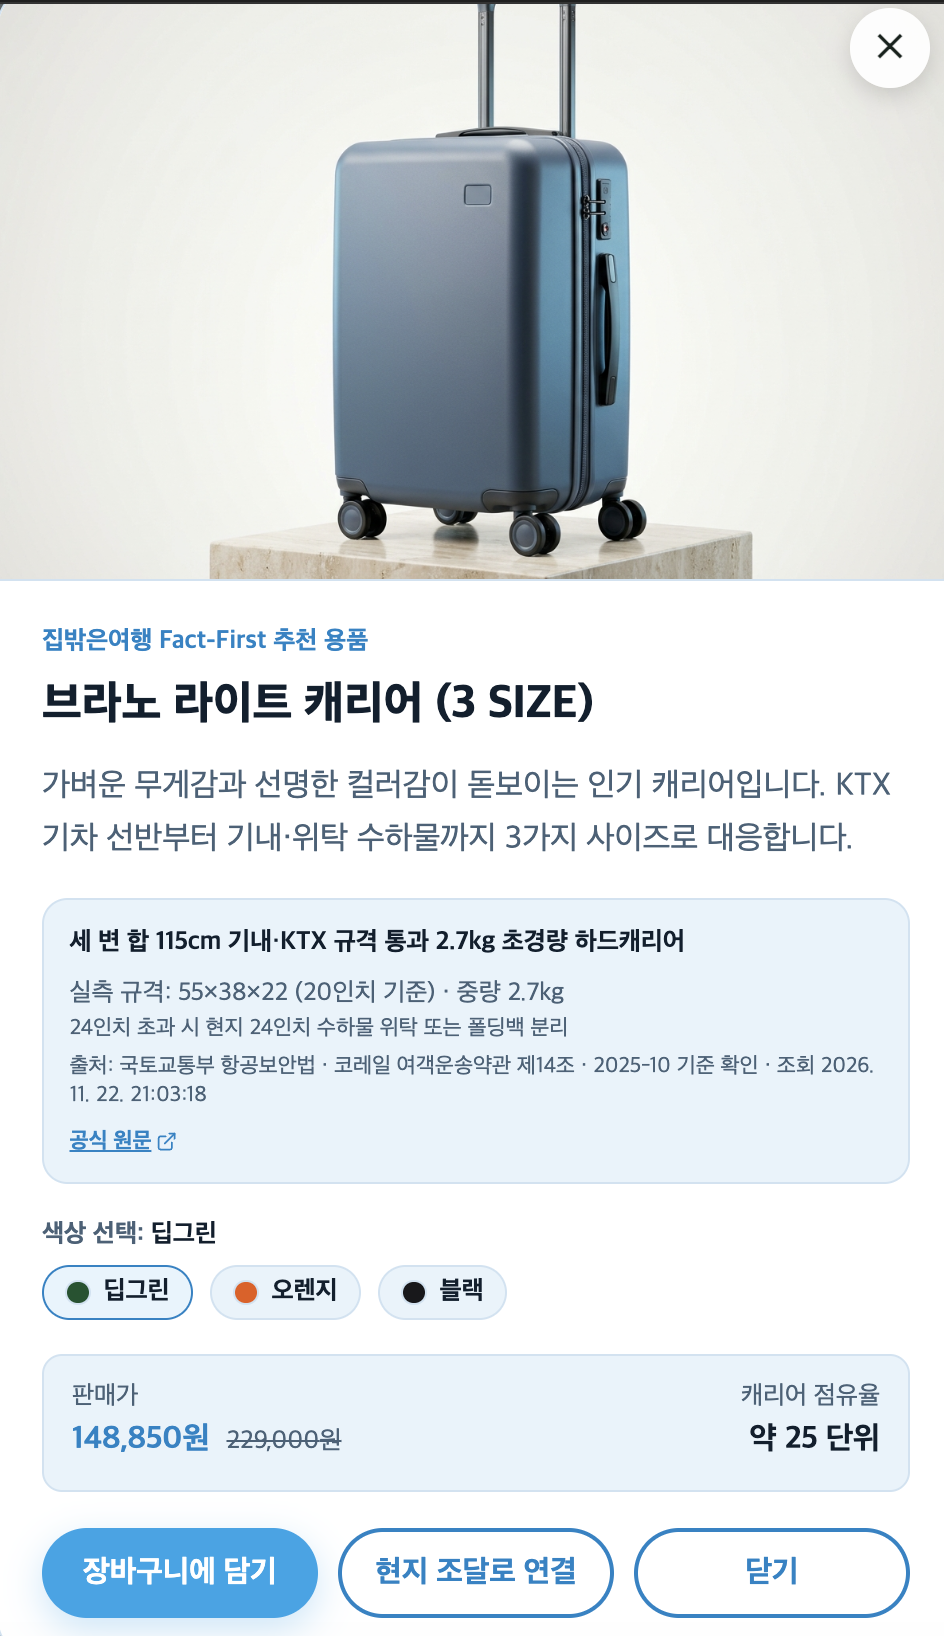 집밖은여행 Fact-First 추천 용품
브라노 라이트 캐리어 (3 SIZE)
가벼운 무게감과 선명한 컬러감이 돋보이는 인기 캐리어입니다. KTX
기차 선반부터 기내·위탁 수하물까지 3가지 사이즈로 대응합니다.
세 변 합 115cm 기내·KTX 규격 통과 2.7kg 초경량 하드캐리어
실측 규격: 55×38×22 (20인치 기준) · 중량 2.7kg
24인치 초과 시 현지 24인치 수하물 위탁 또는 폴딩백 분리
출처: 국토교통부 항공보안법 · 코레일 여객운송약관 제14조 · 2025-10 기준 확인 · 조회 2026.
11. 22. 21:03:18
공식 원문
색상 선택: 딥그린
딥그린 오렌지 블랙
판매가 캐리어 점유율
148,850원 229,000원 약 25 단위
장바구니에 담기 현지 조달로 연결 닫기